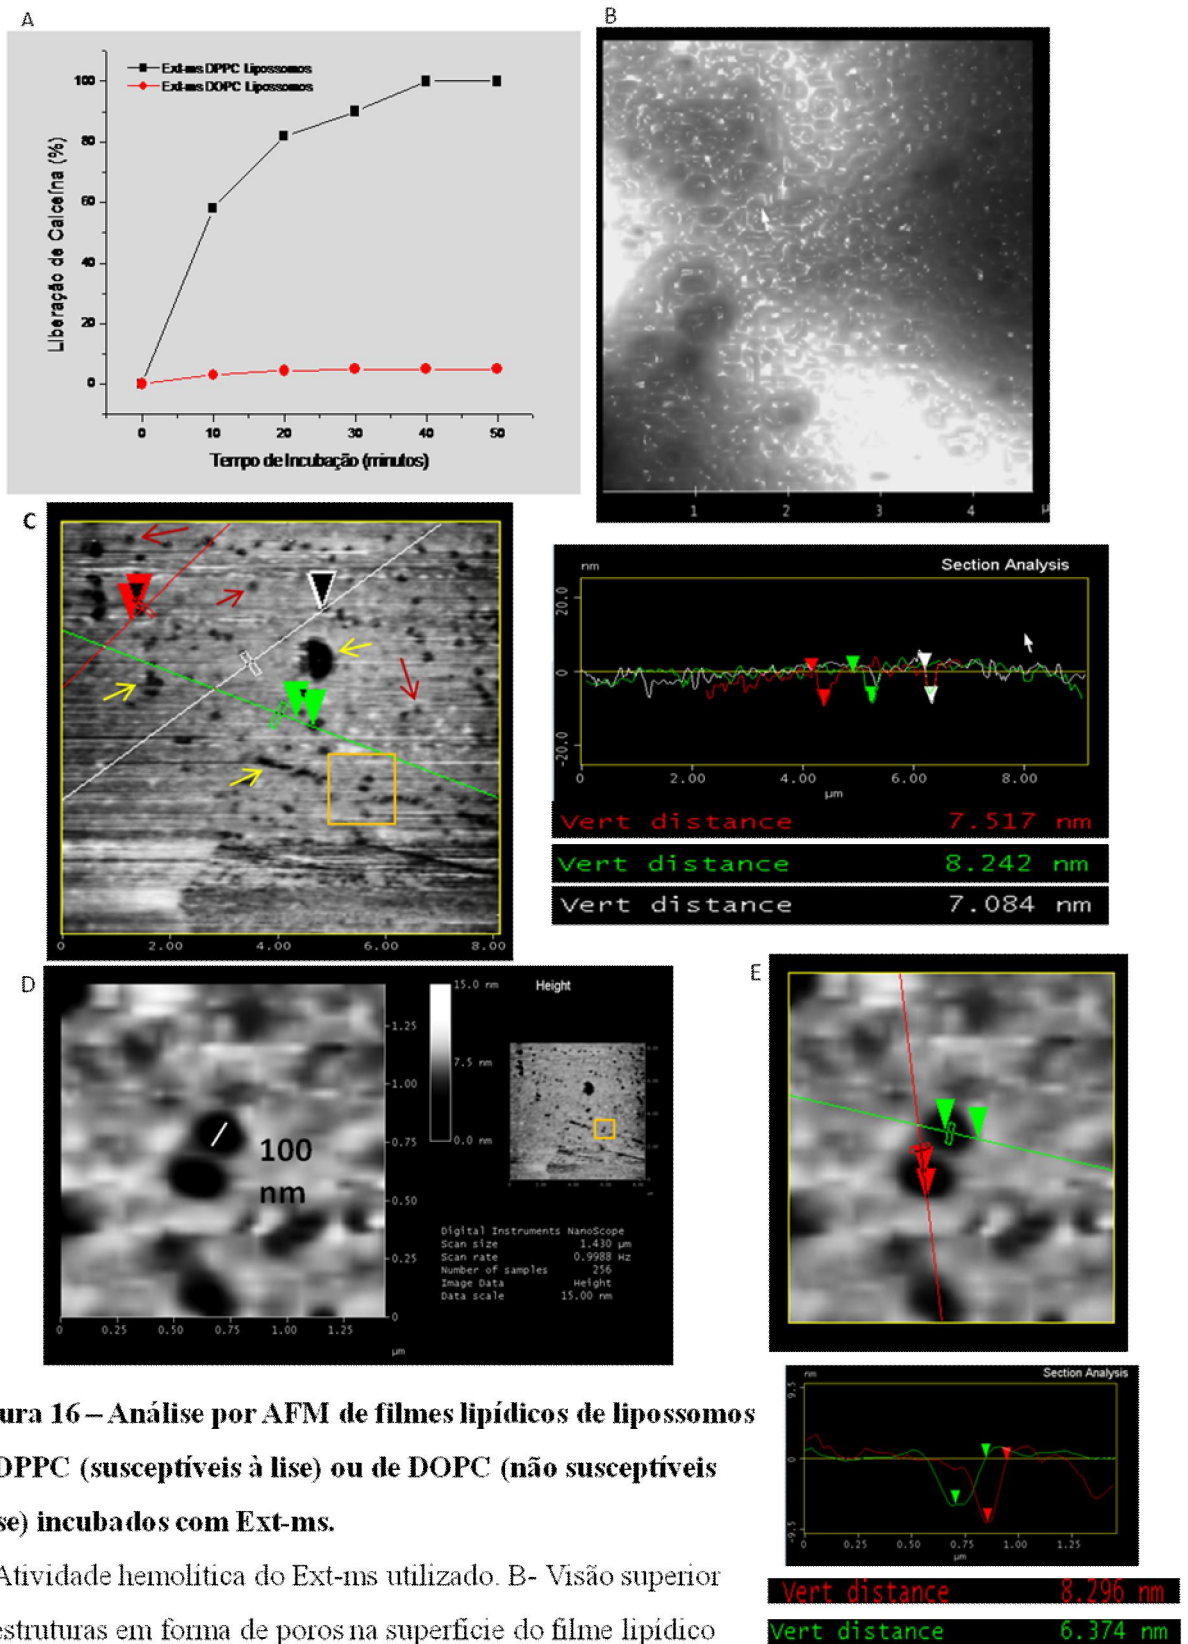 A
Ext-ms DPPC Lipossomos
Ext-ms DOPC Lipossomos
Liberação de Calceína (%)
100
80
60
40
20
0
0 10 20 30 40 50
Tempo de Incubação (minutos)
B
1 2 3 4 μ
C
0 2.00 4.00 6.00 8.00
nm
Section Analysis
20.0
0
-20.0
0 2.00 4.00 6.00 8.00
μm
Vert distance 7.517 nm
Vert distance 8.242 nm
Vert distance 7.084 nm
D
100
nm
1.25
1.00
0.75
0.50
0.25
0
0 0.25 0.50 0.75 1.00 1.25
μm
15.0 nm
7.5 nm
0.0 nm
Height
Digital Instruments NanoScope
Scan size 1.430 μm
Scan rate 0.9988 Hz
Number of samples 256
Image Data Height
Data scale 15.00 nm
E
nm
Section Analysis
9.5
0
-9.5
0 0.25 0.50 0.75 1.00 1.25
μm
Vert distance 8.296 nm
Vert distance 6.374 nm
ura 16 – Análise por AFM de filmes lipídicos de lipossomos
DPPC (susceptíveis à lise) ou de DOPC (não susceptíveis
se) incubados com Ext-ms.
Atividade hemolítica do Ext-ms utilizado. B- Visão superior
estruturas em forma de poros na superfície do filme lipídico